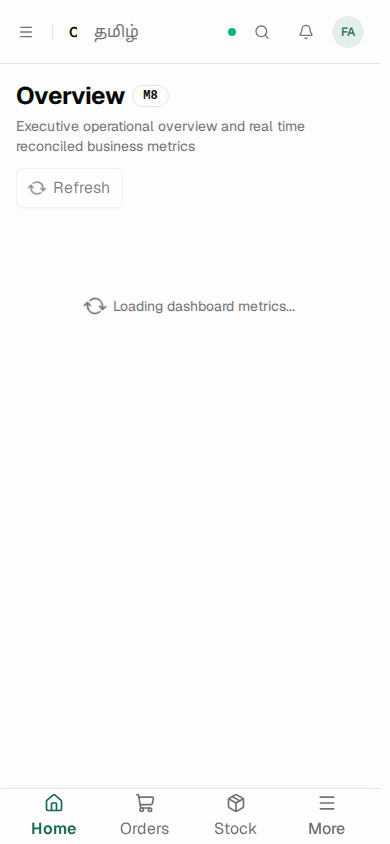 தமிழ்
FA
Overview M8
Executive operational overview and real time
reconciled business metrics
Refresh
Loading dashboard metrics...
Home Orders Stock More